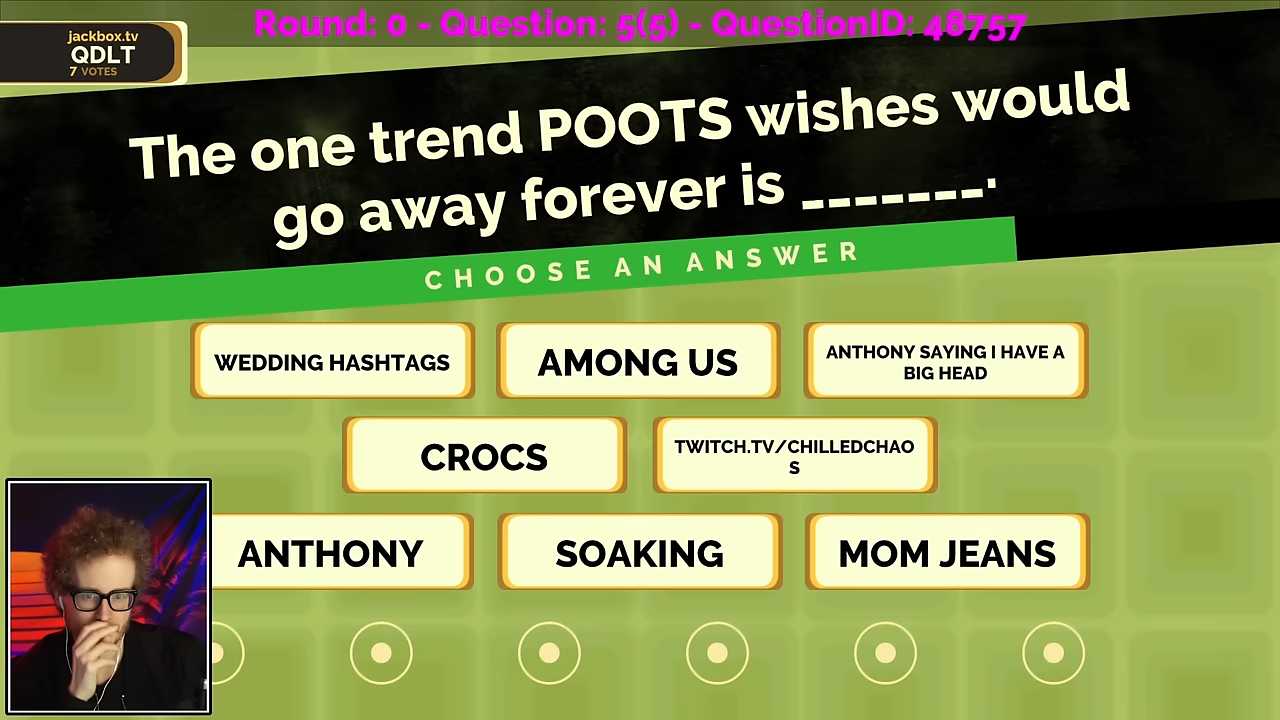 Round: 0 - Question: 5(5) - QuestionID: 48757
jackbox.tv
QDLT
7 VOTES
The one trend POOTS wishes would
go away forever is _______.
CHOOSE AN ANSWER
WEDDING HASHTAGS
AMONG US
ANTHONY SAYING I HAVE A
BIG HEAD
CROCS
TWITCH.TV/CHILLEDCHAO
S
ANTHONY
SOAKING
MOM JEANS